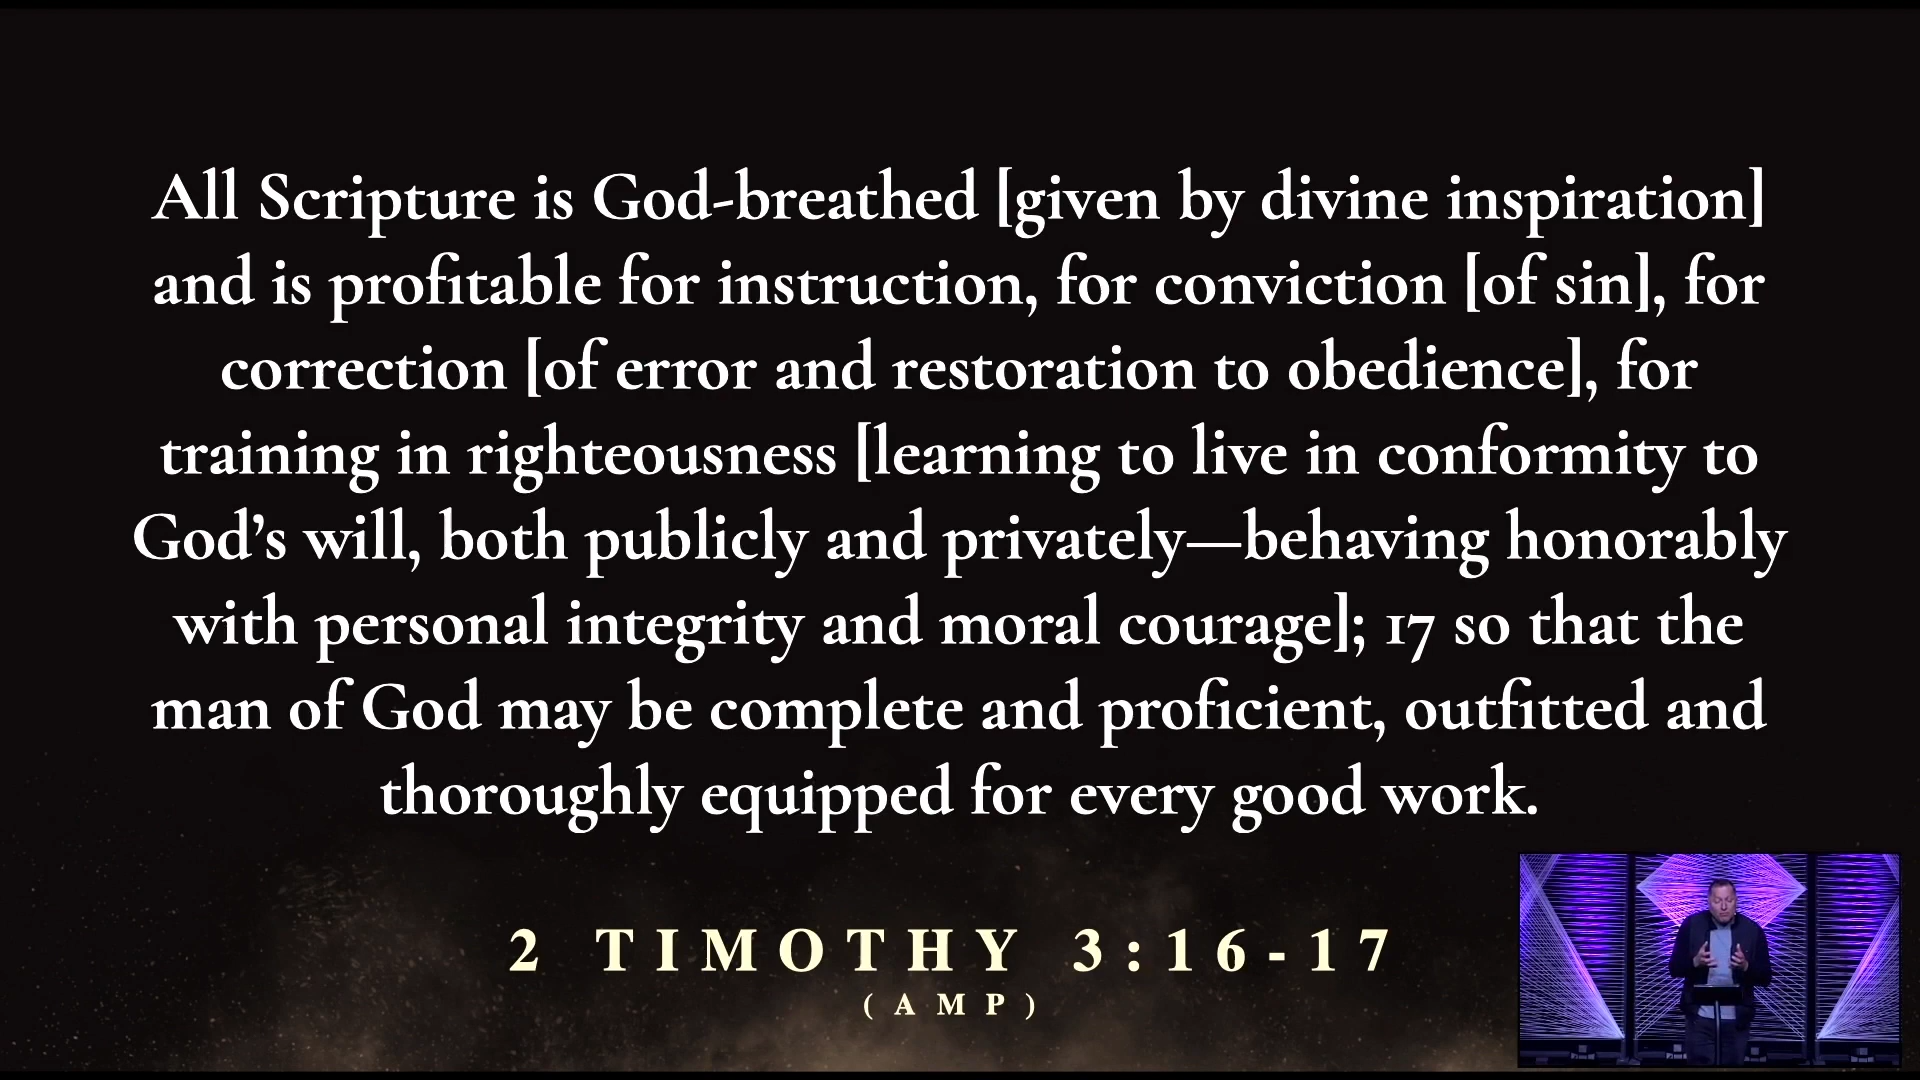 All Scripture is God-breathed [given by divine inspiration]
and is profitable for instruction, for conviction [of sin], for
correction [of error and restoration to obedience], for
training in righteousness [learning to live in conformity to
God’s will, both publicly and privately—behaving honorably
with personal integrity and moral courage]; 17 so that the
man of God may be complete and proficient, outfitted and
thoroughly equipped for every good work.
2 TIMOTHY 3:16-17
(AMP)